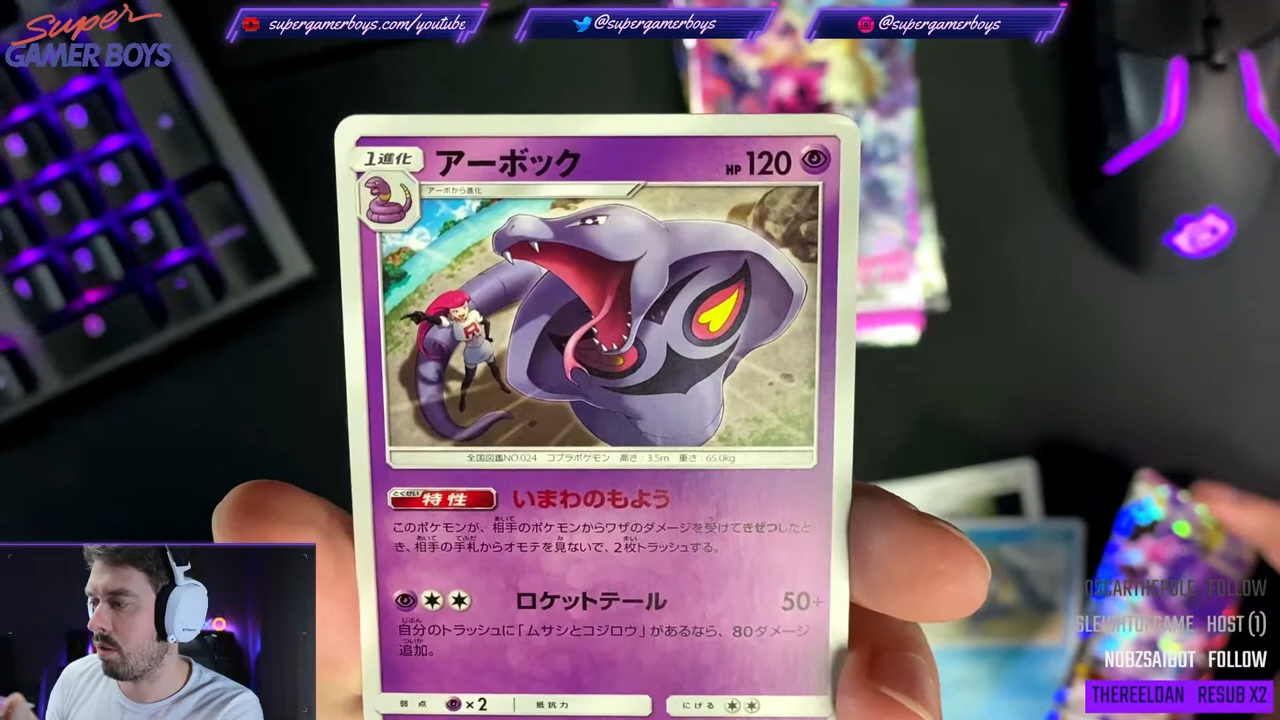 Super
GAMER BOYS
supergamerboys.com/youtube
@supergamerboys
@supergamerboys
1進化
アーボック
HP 120
アーボから進化
R
全国図鑑NO.024 コブラポケモン 高さ:3.5m 重さ:65.0kg
とくせい
特性
いまわのもよう
このポケモンが、相手のポケモンからワザのダメージを受けてきぜつしたと
き、相手の手札からオモテを見ないで、2枚トラッシュする。
ロケットテール
50+
自分のトラッシュに「ムサシとコジロウ」があるなら、80ダメージ
追加。
弱点
×2
抵抗力
にげる
OSCARTHEPOLE FOLLOW
SLEIGHTOFGAME HOST (1)
NOBZSAIBOT FOLLOW
THEREELDAN RESUB X2